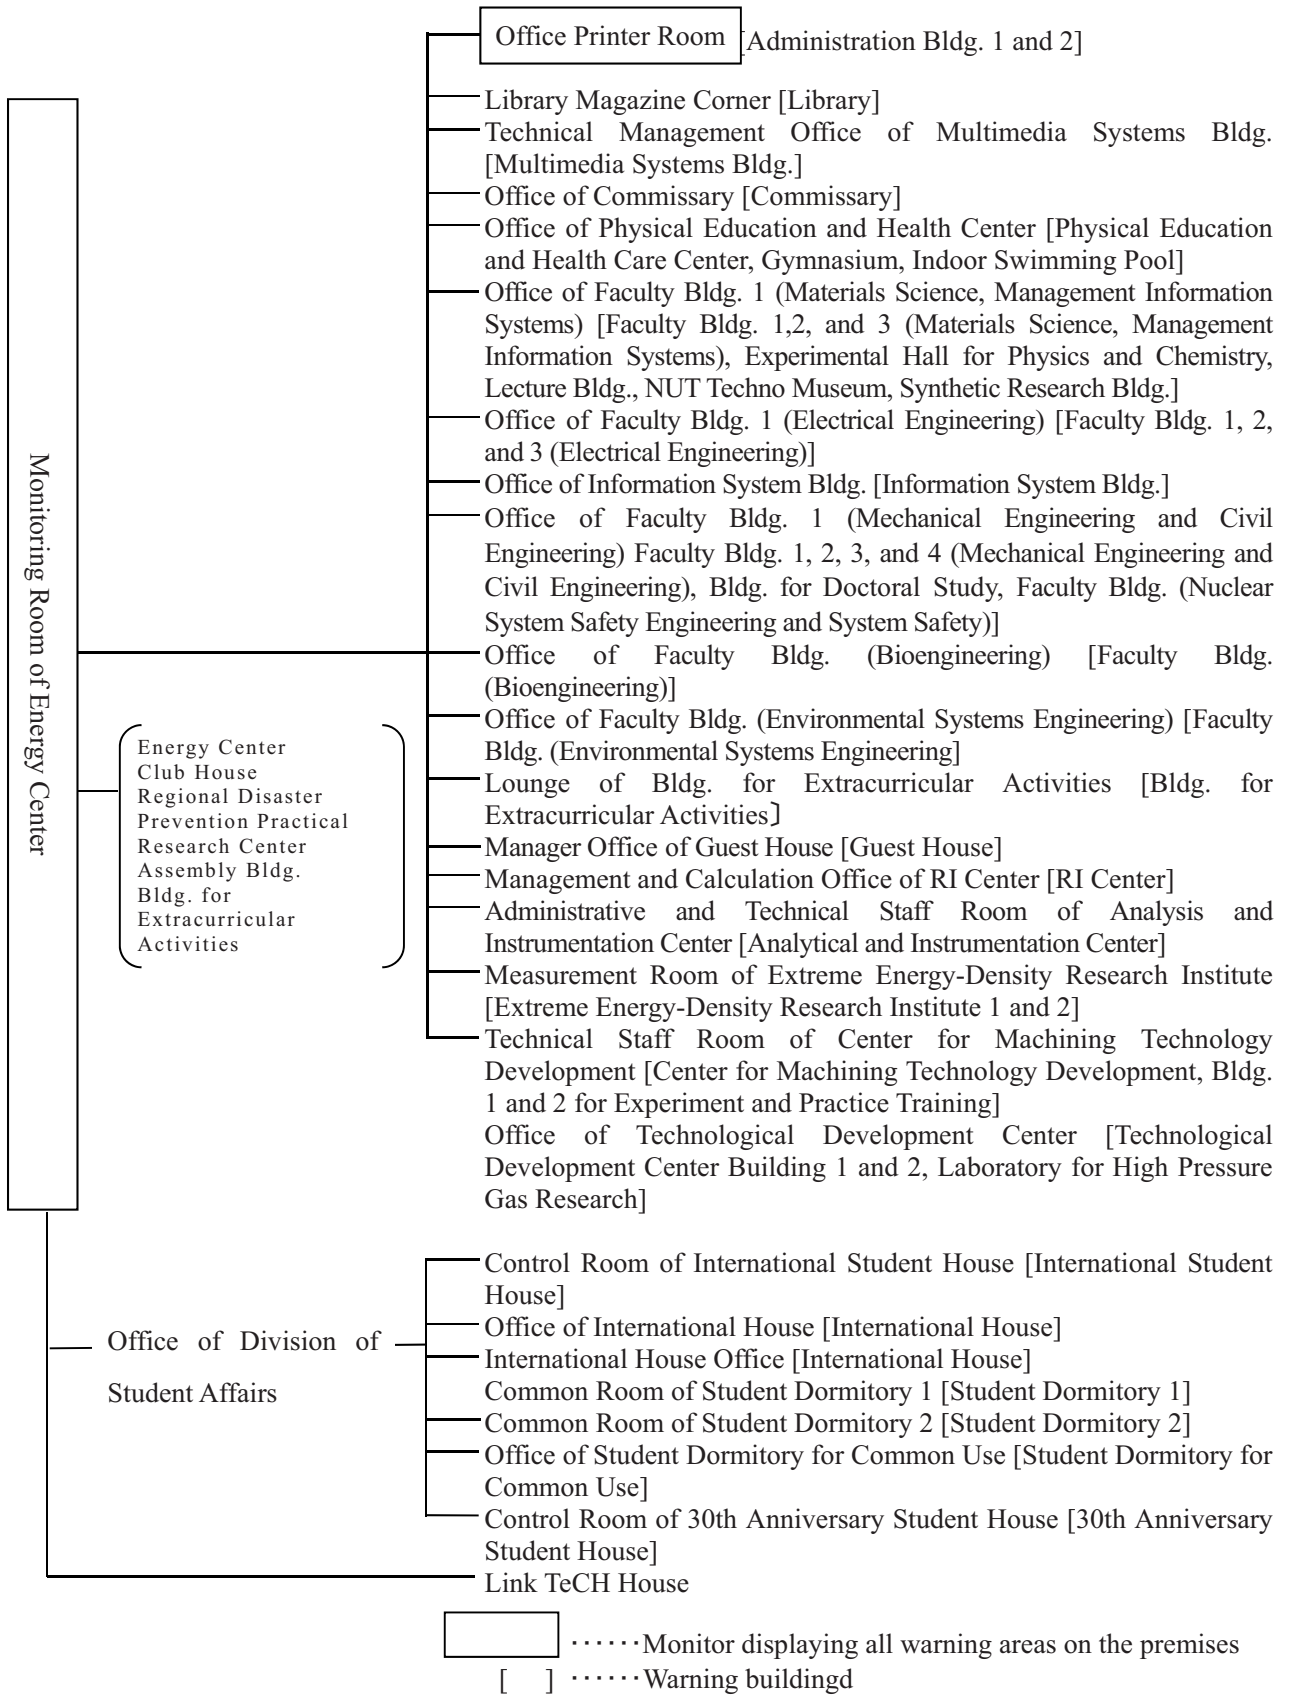 Office Printer Room [Administration Bldg. 1 and 2]
Library Magazine Corner [Library]
Technical Management Office of Multimedia Systems Bldg.
[Multimedia Systems Bldg.]
Office of Commissary [Commissary]
Office of Physical Education and Health Center [Physical Education
and Health Care Center, Gymnasium, Indoor Swimming Pool]
Office of Faculty Bldg. 1 (Materials Science, Management Information
Systems) [Faculty Bldg. 1,2, and 3 (Materials Science, Management
Information Systems), Experimental Hall for Physics and Chemistry,
Lecture Bldg., NUT Techno Museum, Synthetic Research Bldg.]
Office of Faculty Bldg. 1 (Electrical Engineering) [Faculty Bldg. 1, 2,
and 3 (Electrical Engineering)]
Office of Information System Bldg. [Information System Bldg.]
Office of Faculty Bldg. 1 (Mechanical Engineering and Civil
Engineering) Faculty Bldg. 1, 2, 3, and 4 (Mechanical Engineering and
Civil Engineering), Bldg. for Doctoral Study, Faculty Bldg. (Nuclear
System Safety Engineering and System Safety)]
Office of Faculty Bldg. (Bioengineering) [Faculty Bldg.
(Bioengineering)]
Office of Faculty Bldg. (Environmental Systems Engineering) [Faculty
Bldg. (Environmental Systems Engineering]
Lounge of Bldg. for Extracurricular Activities [Bldg. for
Extracurricular Activities〕
Manager Office of Guest House [Guest House]
Management and Calculation Office of RI Center [RI Center]
Administrative and Technical Staff Room of Analysis and
Instrumentation Center [Analytical and Instrumentation Center]
Measurement Room of Extreme Energy-Density Research Institute
[Extreme Energy-Density Research Institute 1 and 2]
Technical Staff Room of Center for Machining Technology
Development [Center for Machining Technology Development, Bldg.
1 and 2 for Experiment and Practice Training]
Office of Technological Development Center [Technological
Development Center Building 1 and 2, Laboratory for High Pressure
Gas Research]
Monitoring Room of Energy Center
Energy Center
Club House
Regional Disaster
Prevention Practical
Research Center
Assembly Bldg.
Bldg. for
Extracurricular
Activities
Office of Division of
Student Affairs
Control Room of International Student House [International Student
House]
Office of International House [International House]
International House Office [International House]
Common Room of Student Dormitory 1 [Student Dormitory 1]
Common Room of Student Dormitory 2 [Student Dormitory 2]
Office of Student Dormitory for Common Use [Student Dormitory for
Common Use]
Control Room of 30th Anniversary Student House [30th Anniversary
Student House]
Link TeCH House
······Monitor displaying all warning areas on the premises
[ ] ······Warning buildingd